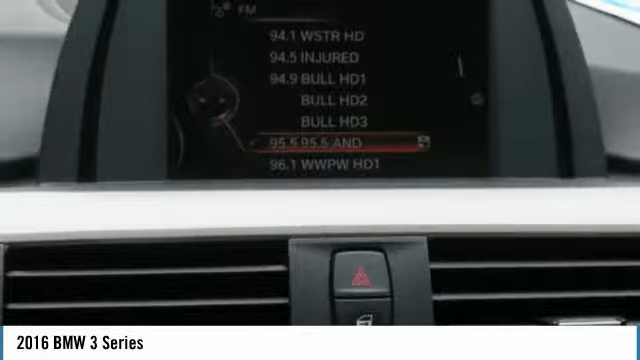 FM
94.1 WSTR HD
94.5 INJURED
94.9 BULL HD1
BULL HD2
BULL HD3
95.5 95.5 AND
96.1 WWPW HD1
2016 BMW 3 Series